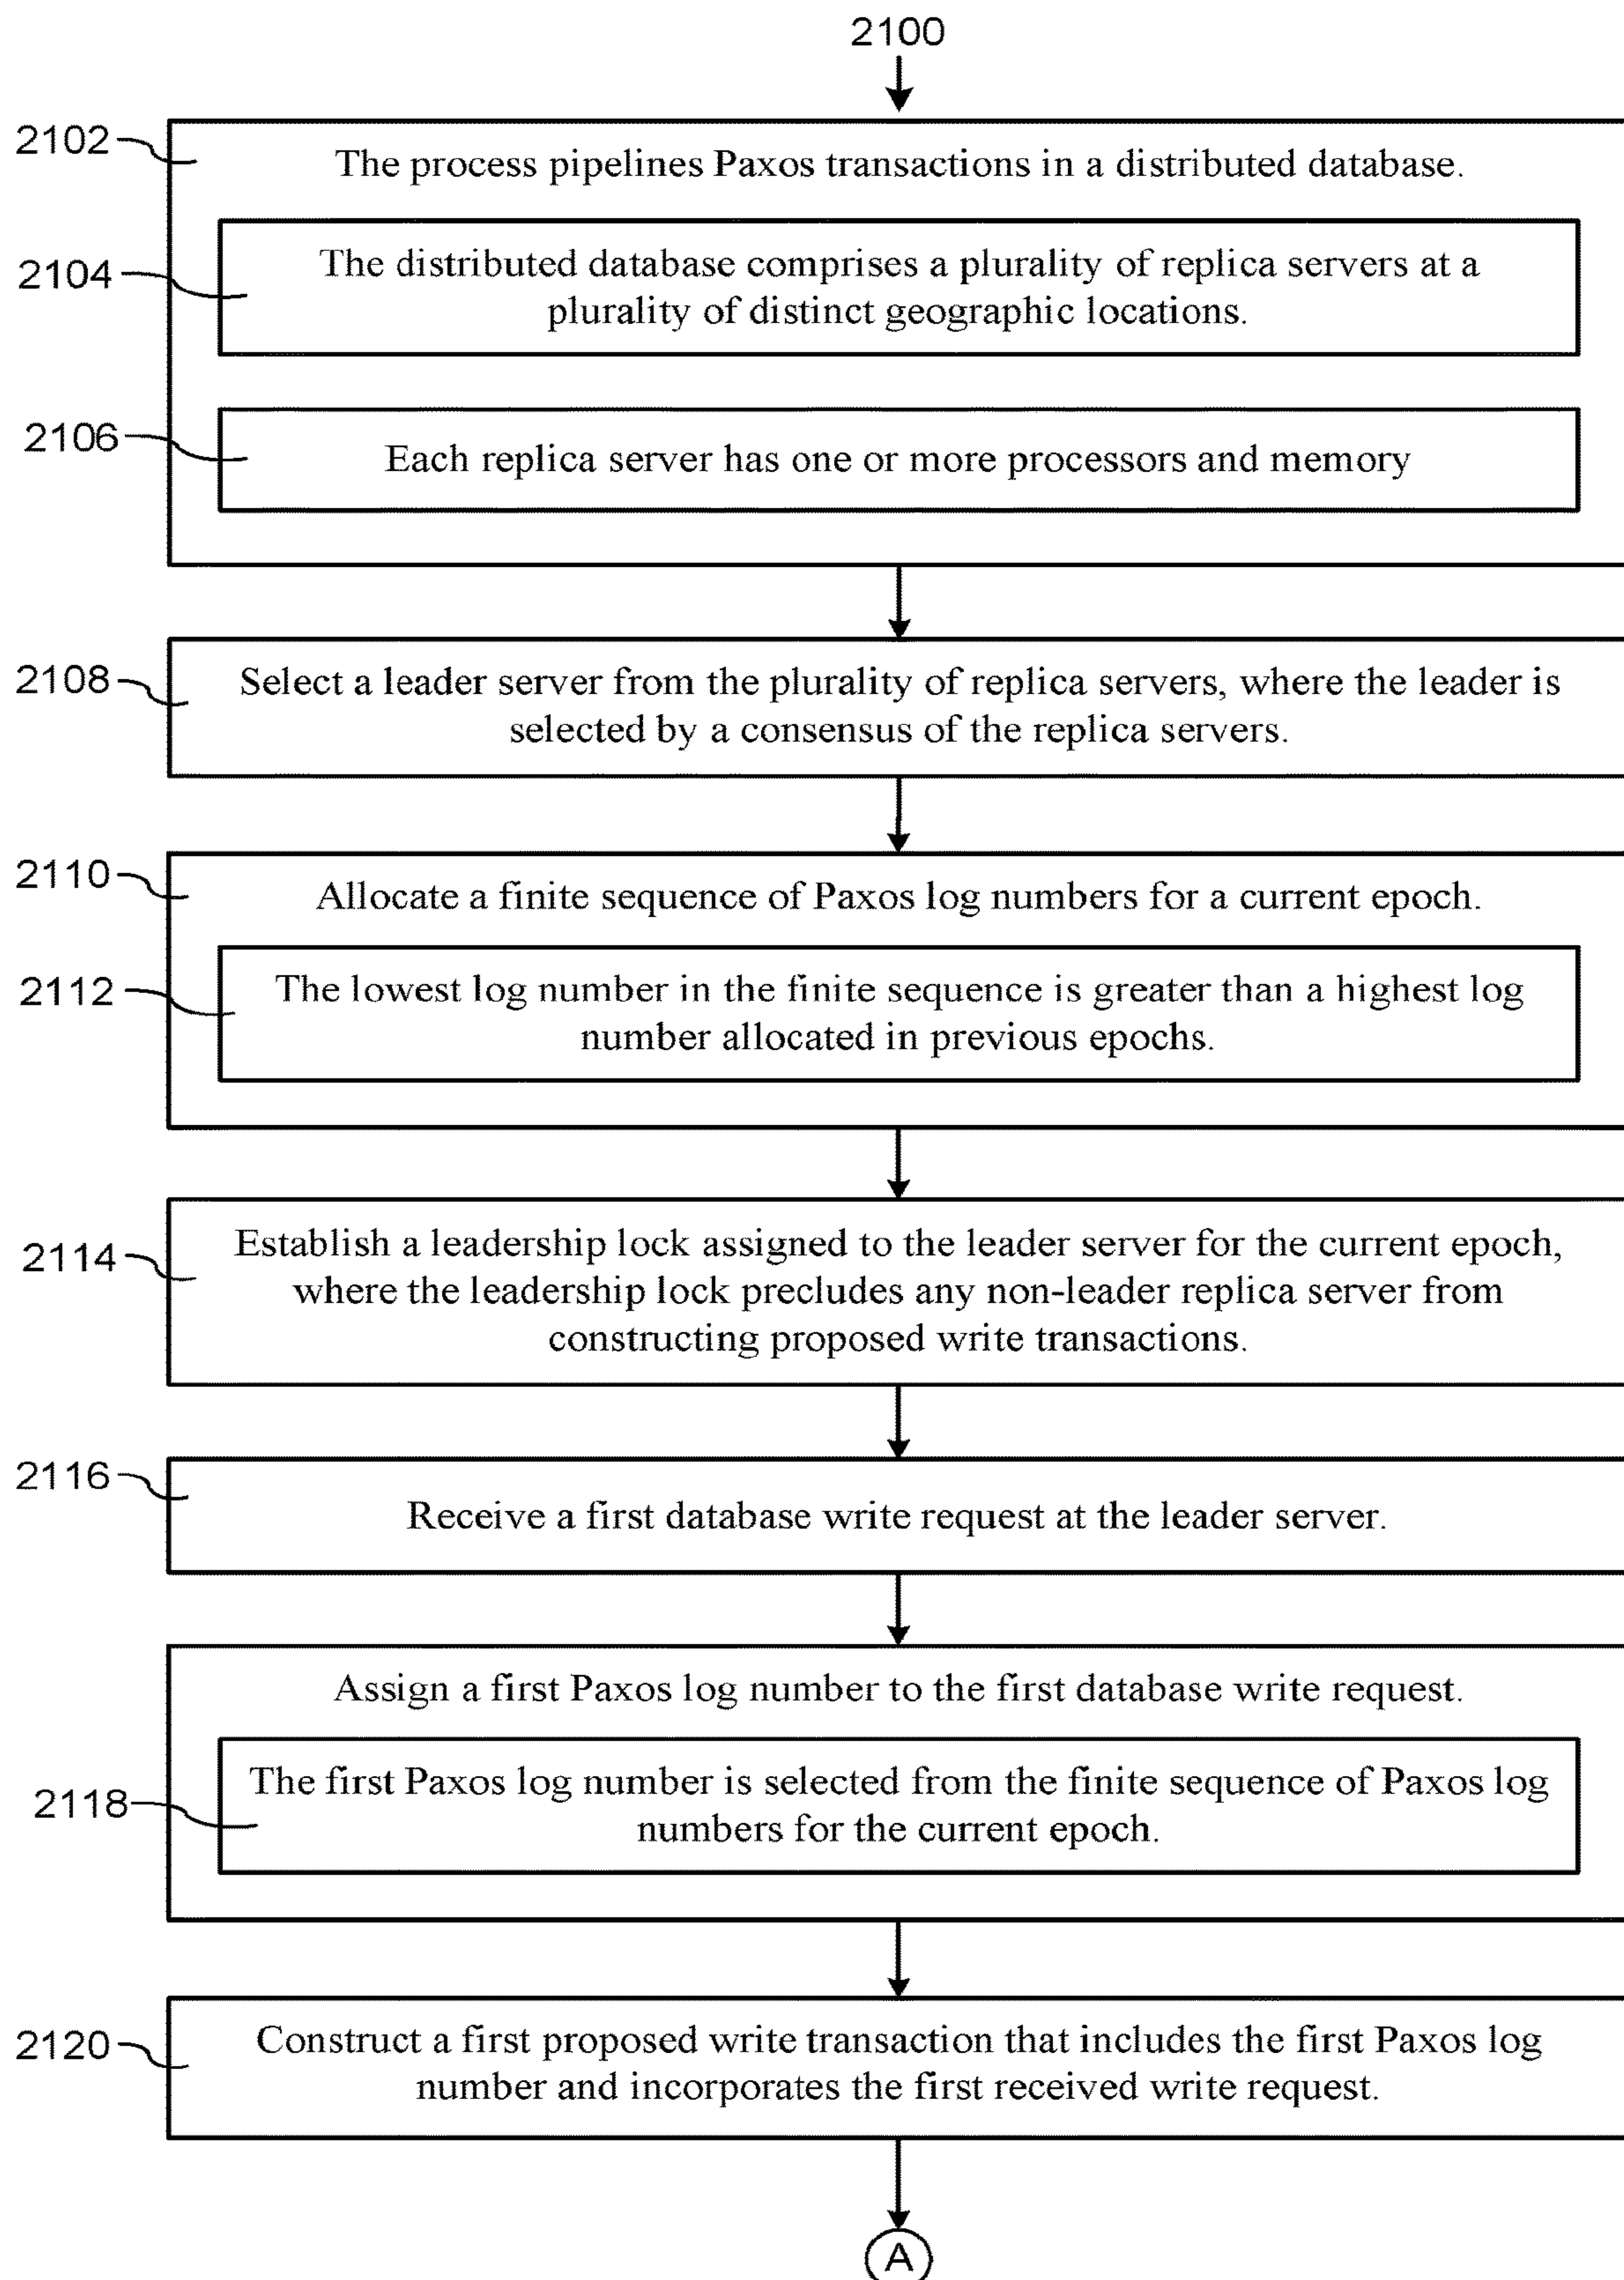 2100
2102
The process pipelines Paxos transactions in a distributed database.
2104
The distributed database comprises a plurality of replica servers at a
plurality of distinct geographic locations.
2106
Each replica server has one or more processors and memory
2108
Select a leader server from the plurality of replica servers, where the leader is
selected by a consensus of the replica servers.
2110
Allocate a finite sequence of Paxos log numbers for a current epoch.
2112
The lowest log number in the finite sequence is greater than a highest log
number allocated in previous epochs.
2114
Establish a leadership lock assigned to the leader server for the current epoch,
where the leadership lock precludes any non-leader replica server from
constructing proposed write transactions.
2116
Receive a first database write request at the leader server.
Assign a first Paxos log number to the first database write request.
2118
The first Paxos log number is selected from the finite sequence of Paxos log
numbers for the current epoch.
2120
Construct a first proposed write transaction that includes the first Paxos log
number and incorporates the first received write request.
A